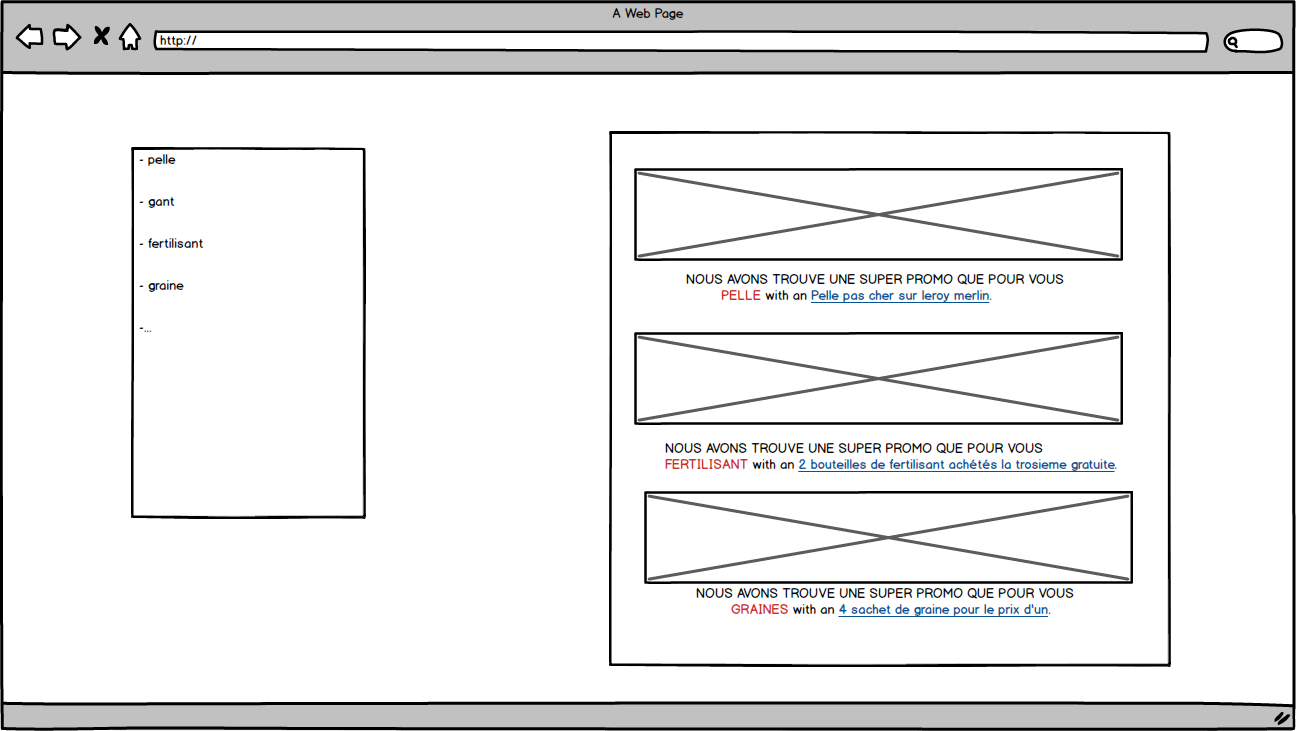 A Web Page
http://
- pelle
- gant
- fertilisant
- graine
-...
NOUS AVONS TROUVE UNE SUPER PROMO QUE POUR VOUS
PELLE with an Pelle pas cher sur leroy merlin.
NOUS AVONS TROUVE UNE SUPER PROMO QUE POUR VOUS
FERTILISANT with an 2 bouteilles de fertilisant achétés la trosieme gratuite.
NOUS AVONS TROUVE UNE SUPER PROMO QUE POUR VOUS
GRAINES with an 4 sachet de graine pour le prix d'un.